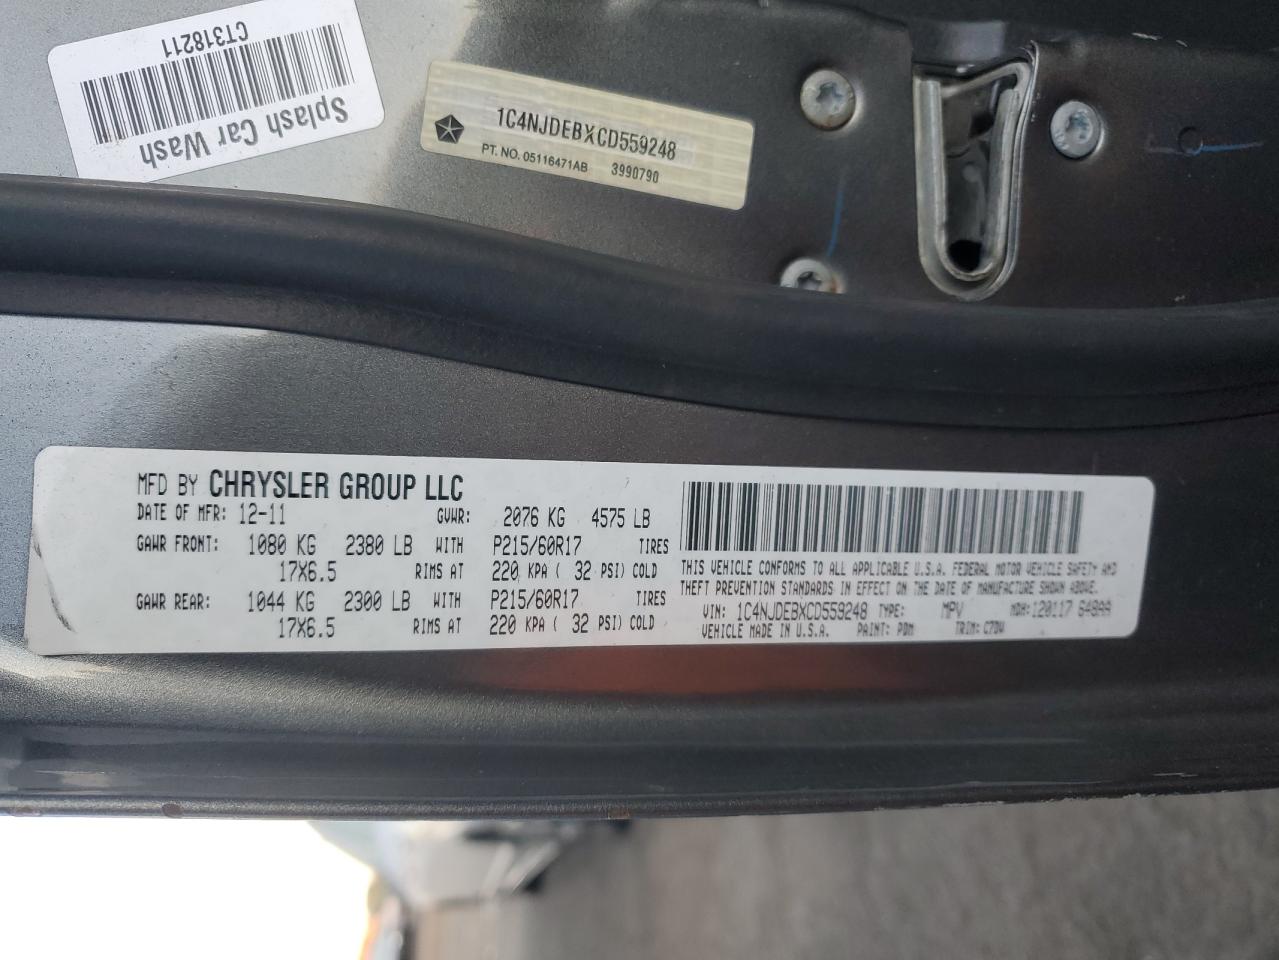 Splash Car Wash
CT318211
1C4NJDEBXCD559248
PT. NO. 05116471AB 3990790
MFD BY CHRYSLER GROUP LLC
DATE OF MFR: 12-11 GVWR: 2076 KG 4575 LB
GAWR FRONT: 1080 KG 2380 LB WITH P215/60R17 TIRES
17X6.5 RIMS AT 220 KPA ( 32 PSI) COLD
GAWR REAR: 1044 KG 2300 LB WITH P215/60R17 TIRES
17X6.5 RIMS AT 220 KPA ( 32 PSI) COLD
THIS VEHICLE CONFORMS TO ALL APPLICABLE U.S.A. FEDERAL MOTOR VEHICLE SAFETY AND
THEFT PREVENTION STANDARDS IN EFFECT ON THE DATE OF MANUFACTURE SHOWN ABOVE.
VIN: 1C4NJDEBXCD559248 TYPE: MPV MDH: 120117
VEHICLE MADE IN U.S.A. PAINT: PDM TRIM: